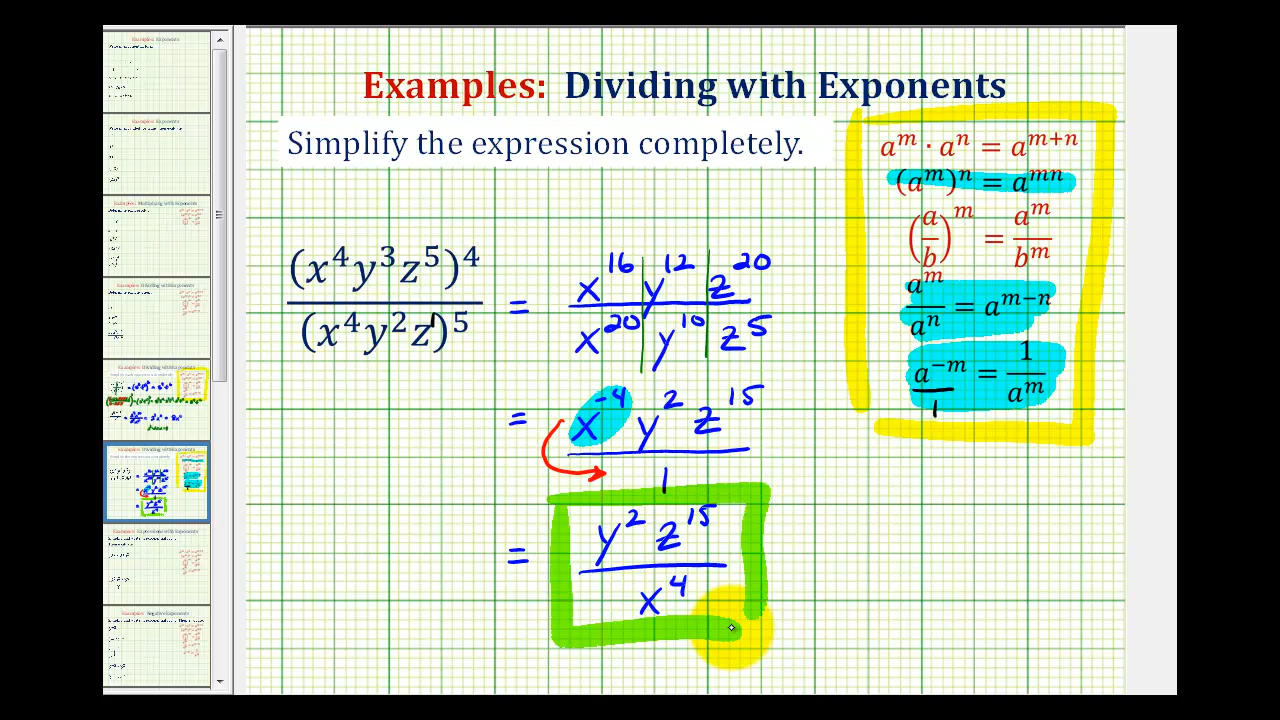 Examples: Dividing with Exponents
Simplify the expression completely.
(x⁴y³z⁵)⁴ / (x⁴y²z¹)⁵ = x¹⁶ y¹² z²⁰ / x²⁰ y¹⁰ z⁵
= x⁻⁴ y² z¹⁵ / 1
= y² z¹⁵ / x⁴
aᵐ · aⁿ = aᵐ⁺ⁿ
(aᵐ)ⁿ = aᵐⁿ
(a/b)ᵐ = aᵐ/bᵐ
aᵐ/aⁿ = aᵐ⁻ⁿ
a⁻ᵐ/1 = 1/aᵐ